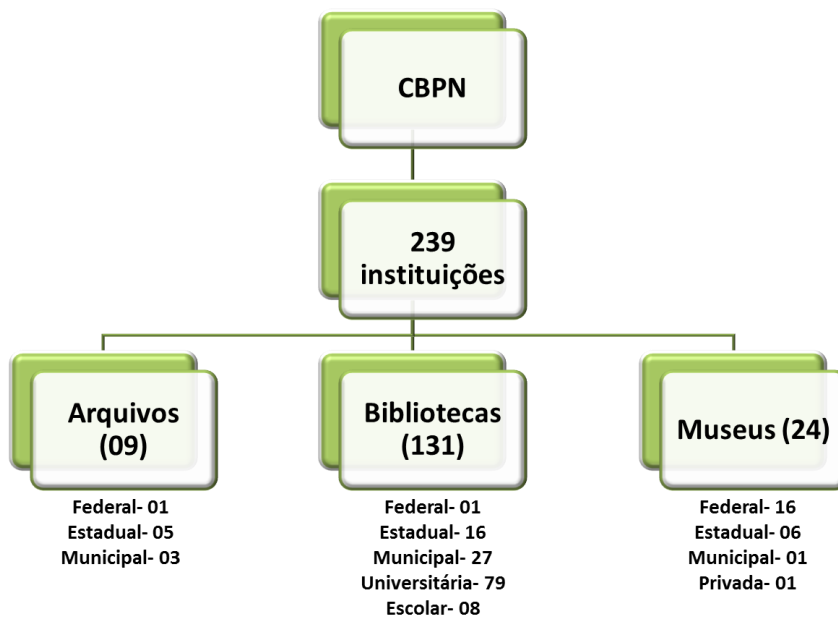 CBPN
239
instituições
Arquivos
(09)
Federal- 01
Estadual- 05
Municipal- 03
Bibliotecas
(131)
Federal- 01
Estadual- 16
Municipal- 27
Universitária- 79
Escolar- 08
Museus (24)
Federal- 16
Estadual- 06
Municipal- 01
Privada- 01